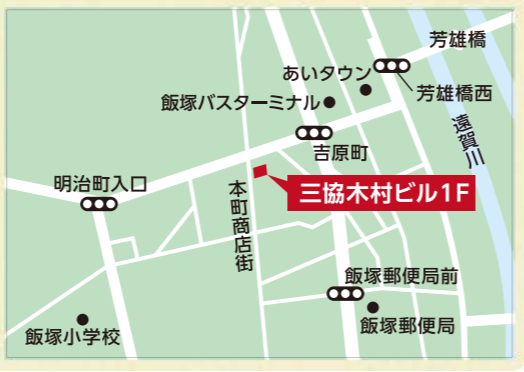 芳雄橋
あいタウン
芳雄橋西
飯塚バスターミナル
遠賀川
吉原町
明治町入口
三協木村ビル1F
本町商店街
飯塚郵便局前
飯塚郵便局
飯塚小学校